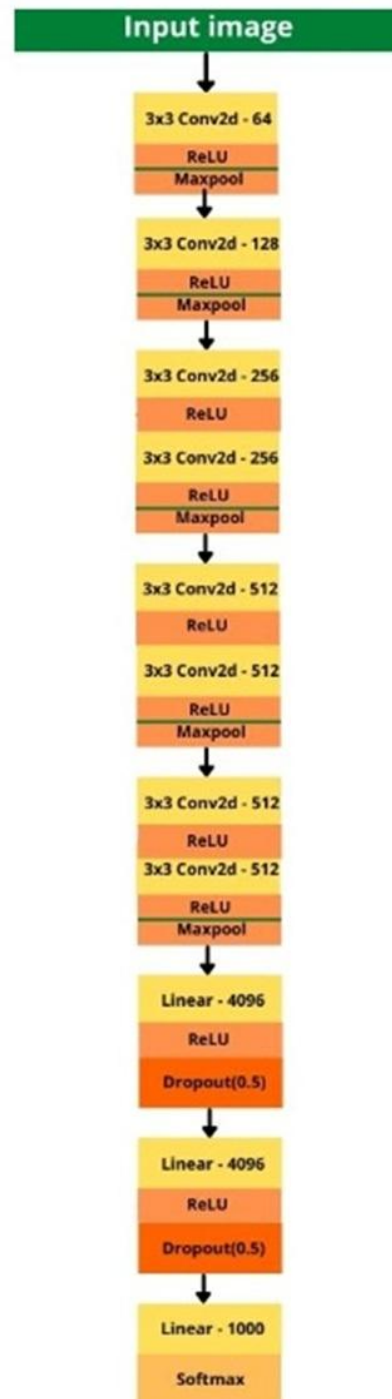 Input image
3x3 Conv2d - 64
ReLU
Maxpool
3x3 Conv2d - 128
ReLU
Maxpool
3x3 Conv2d - 256
ReLU
3x3 Conv2d - 256
ReLU
Maxpool
3x3 Conv2d - 512
ReLU
3x3 Conv2d - 512
ReLU
Maxpool
3x3 Conv2d - 512
ReLU
3x3 Conv2d - 512
ReLU
Maxpool
Linear - 4096
ReLU
Dropout(0.5)
Linear - 4096
ReLU
Dropout(0.5)
Linear - 1000
Softmax